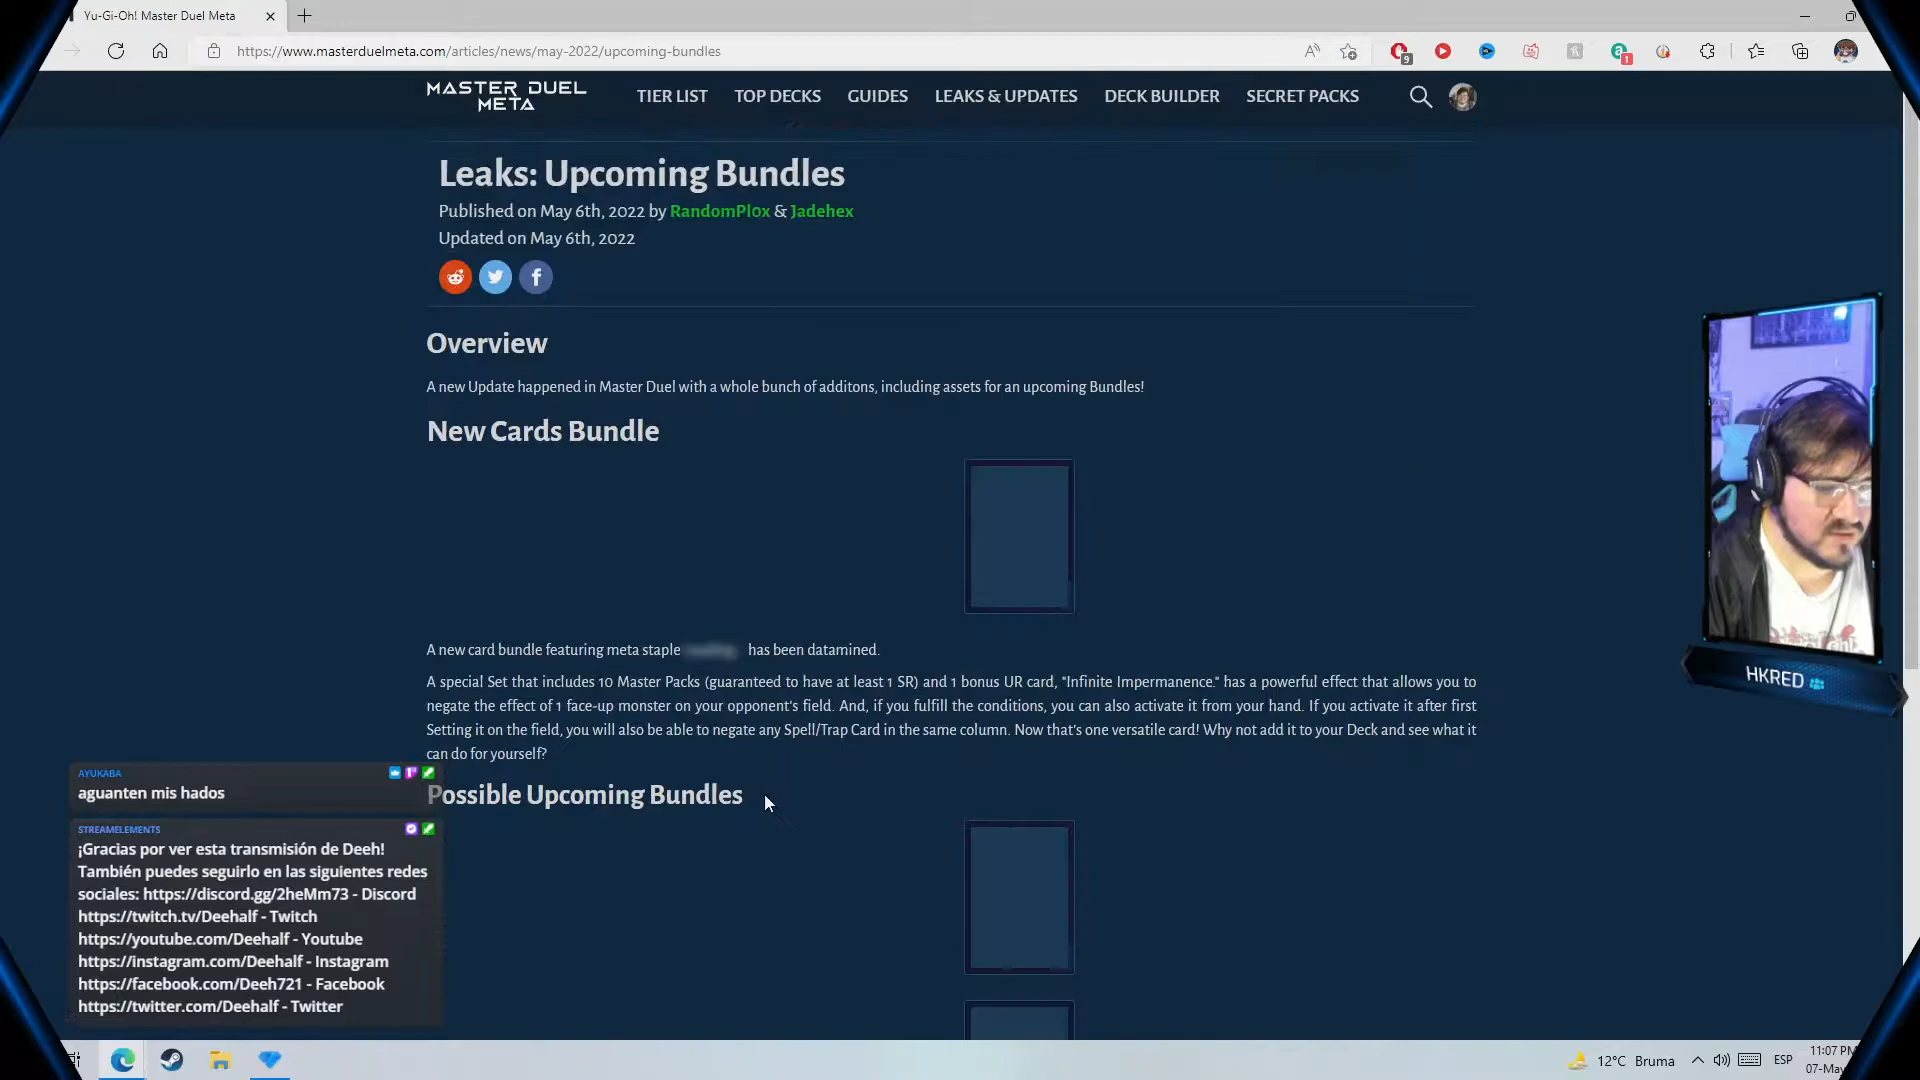 Yu-Gi-Oh! Master Duel Meta
https://www.masterduelmeta.com/articles/news/may-2022/upcoming-bundles
9
1
MASTER DUEL
META
TIER LIST
TOP DECKS
GUIDES
LEAKS & UPDATES
DECK BUILDER
SECRET PACKS
Leaks: Upcoming Bundles
Published on May 6th, 2022 by RandomPl0x & Jadehex
Updated on May 6th, 2022
Overview
A new Update happened in Master Duel with a whole bunch of additons, including assets for an upcoming Bundles!
New Cards Bundle
A new card bundle featuring meta staple has been datamined.
A special Set that includes 10 Master Packs (guaranteed to have at least 1 SR) and 1 bonus UR card, "Infinite Impermanence." has a powerful effect that allows you to
negate the effect of 1 face-up monster on your opponent's field. And, if you fulfill the conditions, you can also activate it from your hand. If you activate it after first
Setting it on the field, you will also be able to negate any Spell/Trap Card in the same column. Now that's one versatile card! Why not add it to your Deck and see what it
can do for yourself?
Possible Upcoming Bundles
HKRED
AYUKABA
aguanten mis hados
STREAMELEMENTS
¡Gracias por ver esta transmisión de Deeh!
También puedes seguirlo en las siguientes redes
sociales: https://discord.gg/2heMm73 - Discord
https://twitch.tv/Deehalf - Twitch
https://youtube.com/Deehalf - Youtube
https://instagram.com/Deehalf - Instagram
https://facebook.com/Deeh721 - Facebook
https://twitter.com/Deehalf - Twitter
12°C Bruma
ESP
11:07 PM
07-May